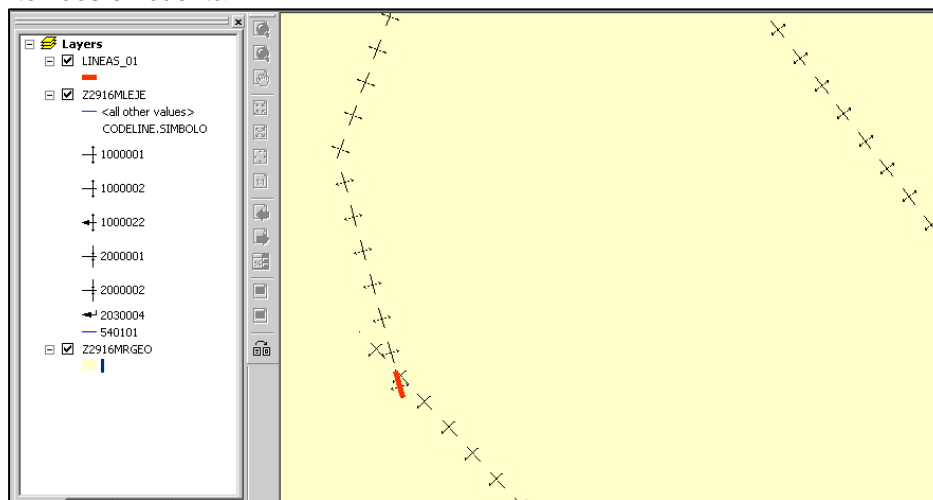 Layers
LINEAS_01
Z2916MLEJE
<all other values>
CODELINE.SIMBOLO
1000001
1000002
1000022
2000001
2000002
2030004
540101
Z2916MRGEO